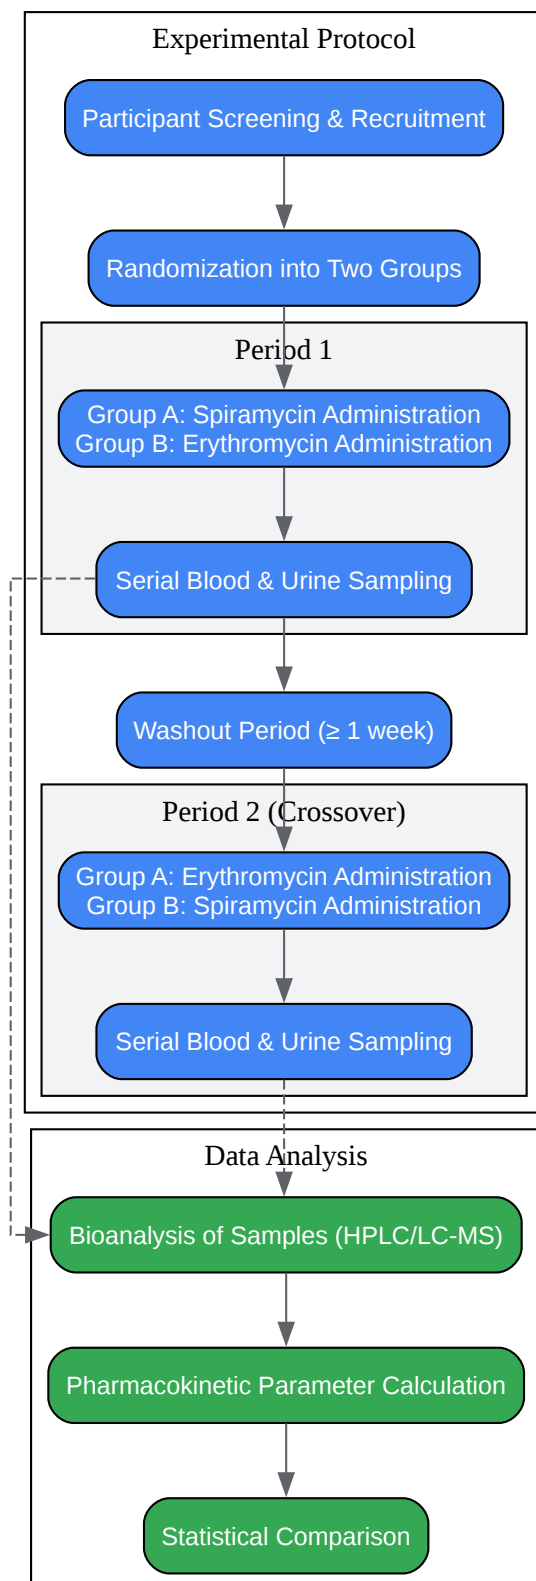 Experimental Protocol
Participant Screening & Recruitment
Randomization into Two Groups
Period 1
Group A: Spiramycin Administration
Group B: Erythromycin Administration
Serial Blood & Urine Sampling
Washout Period (≥ 1 week)
Period 2 (Crossover)
Group A: Erythromycin Administration
Group B: Spiramycin Administration
Serial Blood & Urine Sampling
Data Analysis
Bioanalysis of Samples (HPLC/LC-MS)
Pharmacokinetic Parameter Calculation
Statistical Comparison